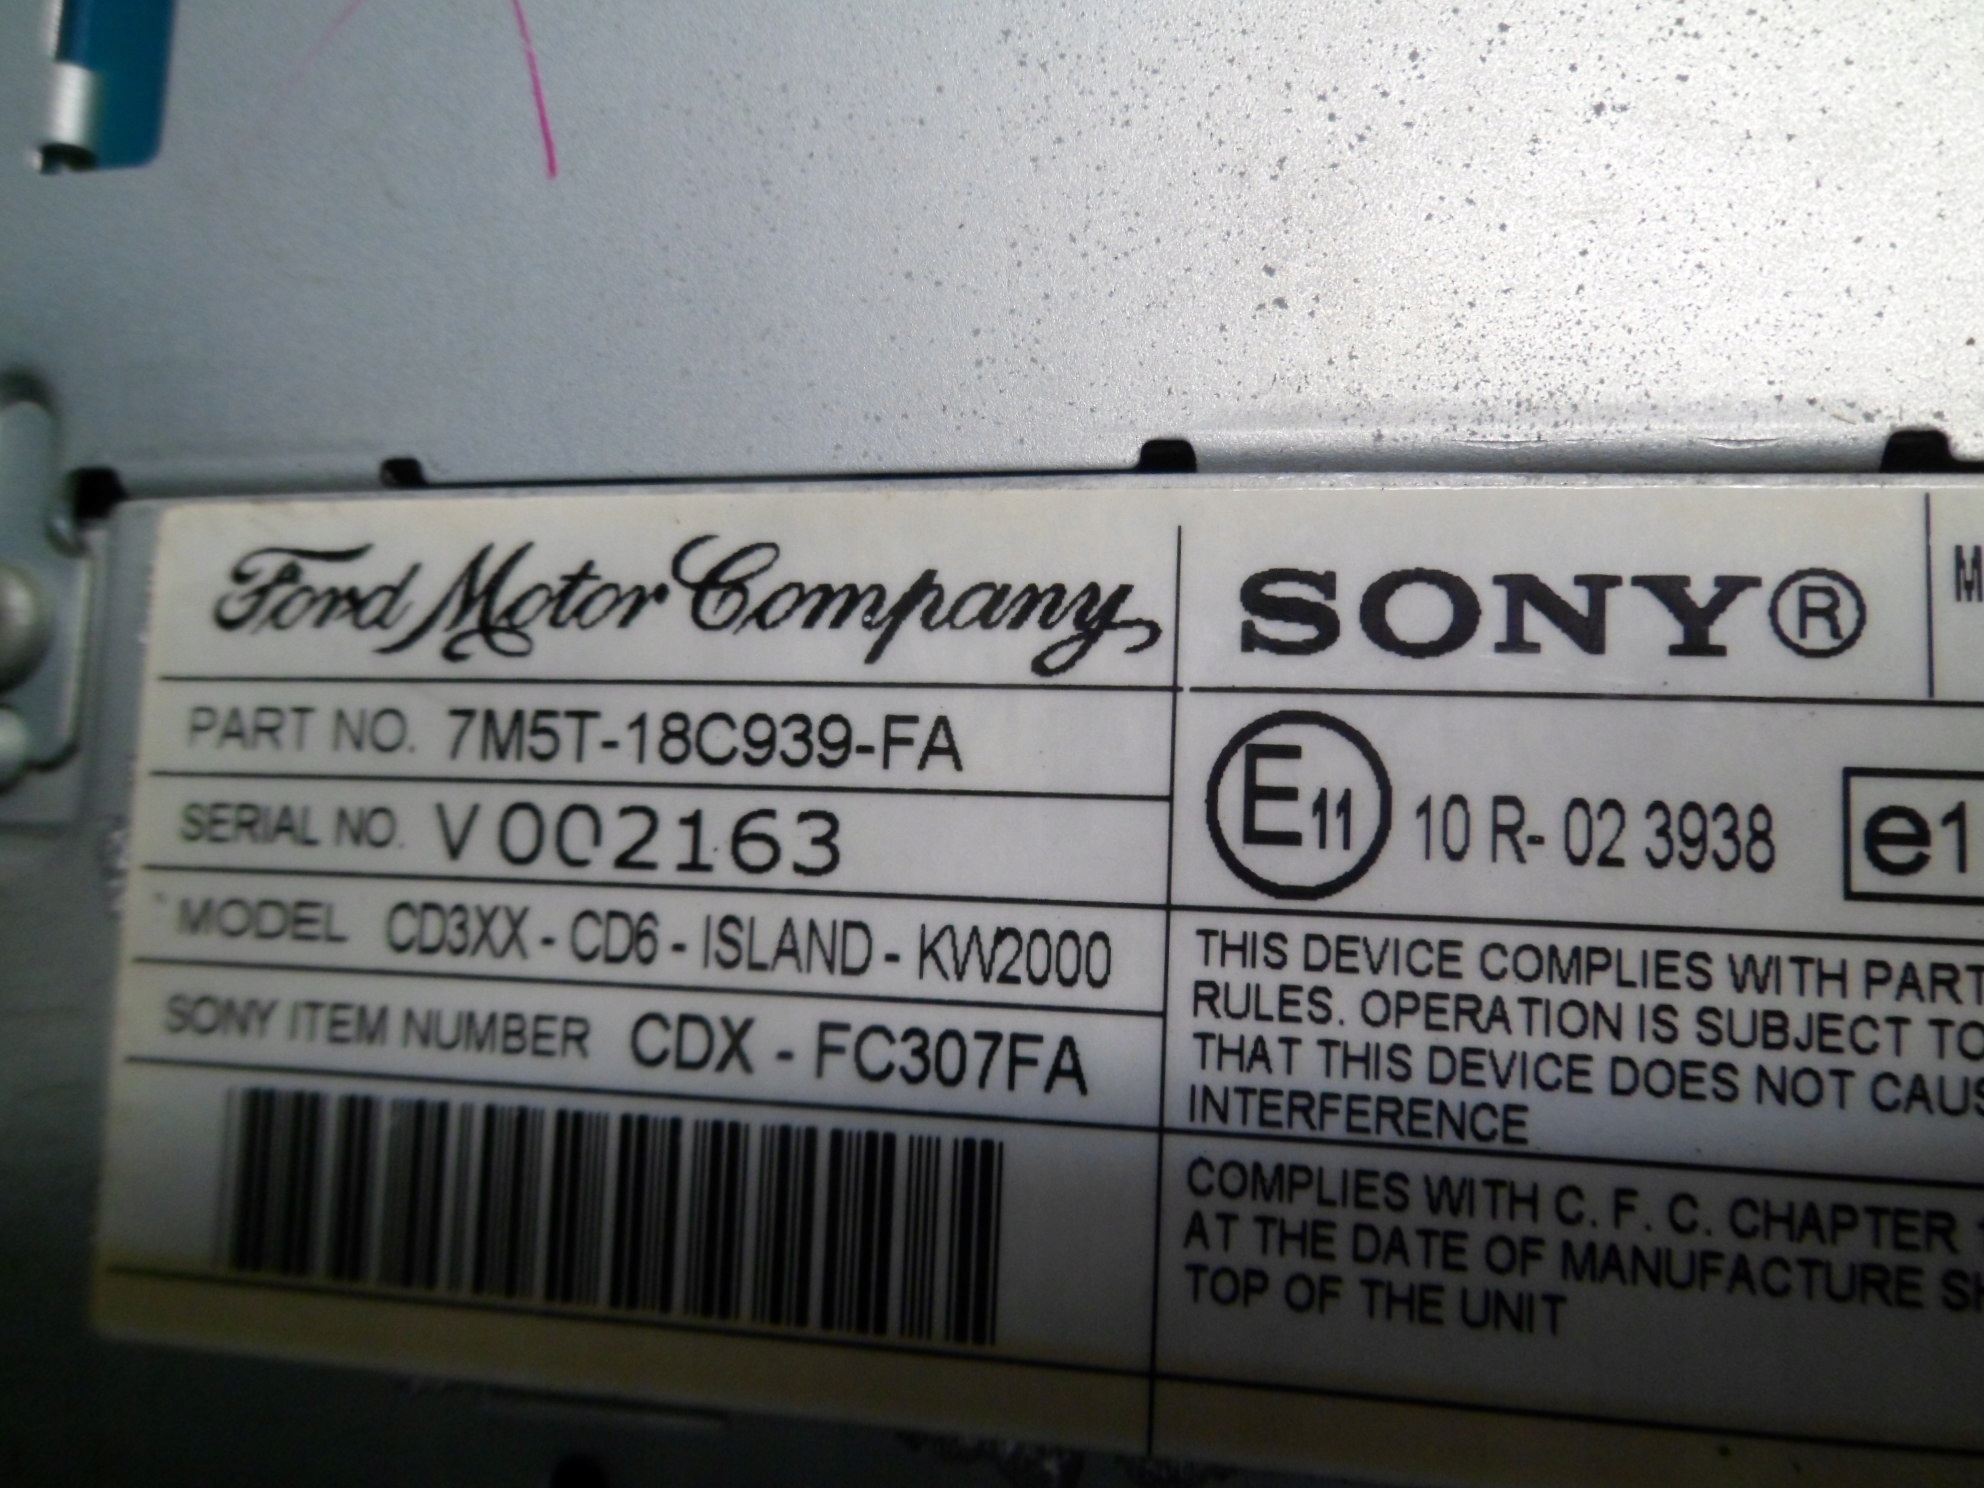 Ford Motor Company
SONY®
PART NO. 7M5T-18C939-FA
SERIAL NO. V002163
MODEL CD3XX - CD6 - ISLAND - KW2000
SONY ITEM NUMBER CDX - FC307FA
E11 10 R- 02 3938
e1
THIS DEVICE COMPLIES WITH PART
RULES. OPERATION IS SUBJECT TO
THAT THIS DEVICE DOES NOT CAUS
INTERFERENCE
COMPLIES WITH C. F. C. CHAPTER
AT THE DATE OF MANUFACTURE S
TOP OF THE UNIT